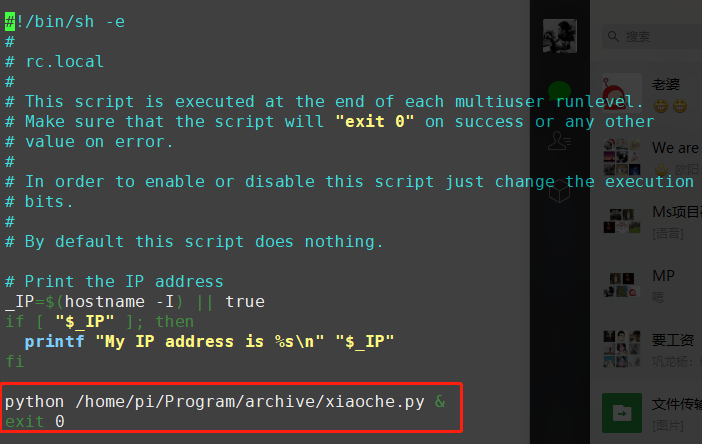 #!/bin/sh -e
#
# rc.local
#
# This script is executed at the end of each multiuser runlevel.
# Make sure that the script will "exit 0" on success or any other
# value on error.
#
# In order to enable or disable this script just change the execution
# bits.
#
# By default this script does nothing.

# Print the IP address
_IP=$(hostname -I) || true
if [ "$_IP" ]; then
  printf "My IP address is %s\n" "$_IP"
fi

python /home/pi/Program/archive/xiaoche.py &
exit 0
搜索
老婆
We are
欧阳
Ms项目
[语音]
MP
嗯
要工资
巩龙杨:
文件传输
[图片]